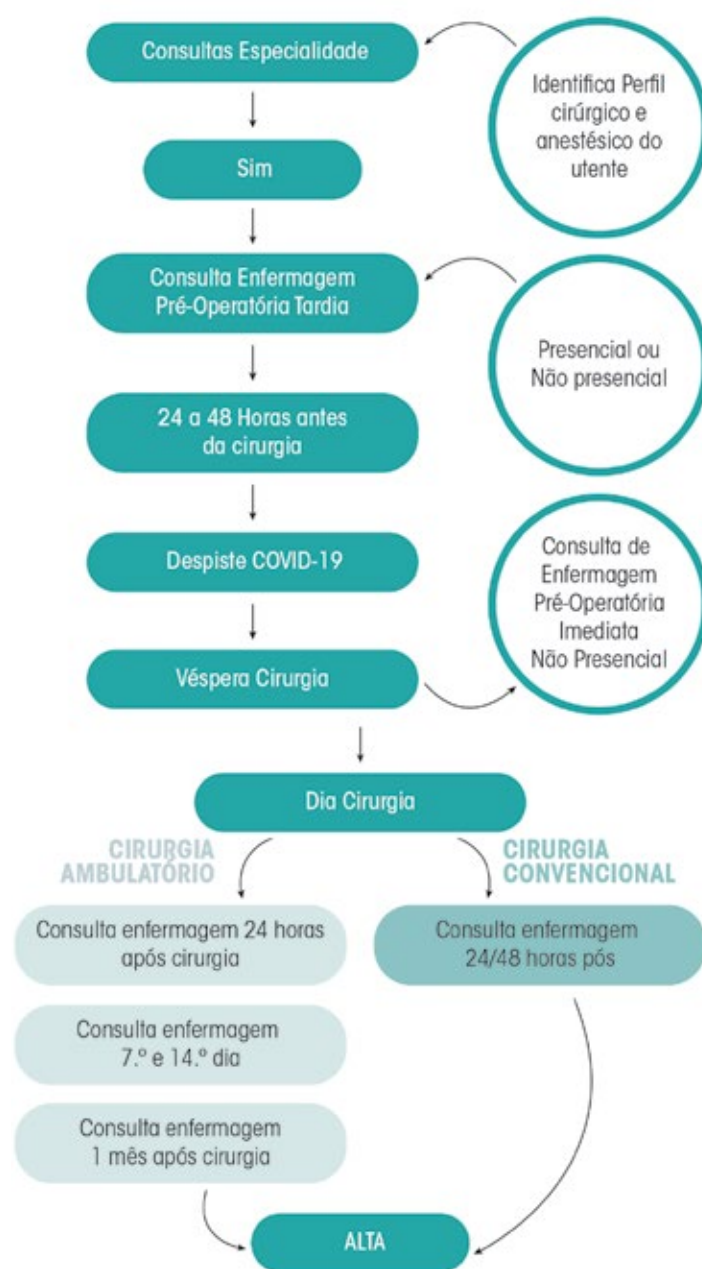 Consultas Especialidade
Identifica Perfil
cirúrgico e
anestésico do
utente
Sim
Consulta Enfermagem
Pré-Operatória Tardia
Presencial ou
Não presencial
24 a 48 Horas antes
da cirurgia
Despiste COVID-19
Consulta de
Enfermagem
Pré-Operatória
Imediata
Não Presencial
Véspera Cirurgia
Dia Cirurgia
CIRURGIA
AMBULATÓRIO
CIRURGIA
CONVENCIONAL
Consulta enfermagem 24 horas
após cirurgia
Consulta enfermagem
24/48 horas pós
Consulta enfermagem
7.º e 14.º dia
Consulta enfermagem
1 mês após cirurgia
ALTA